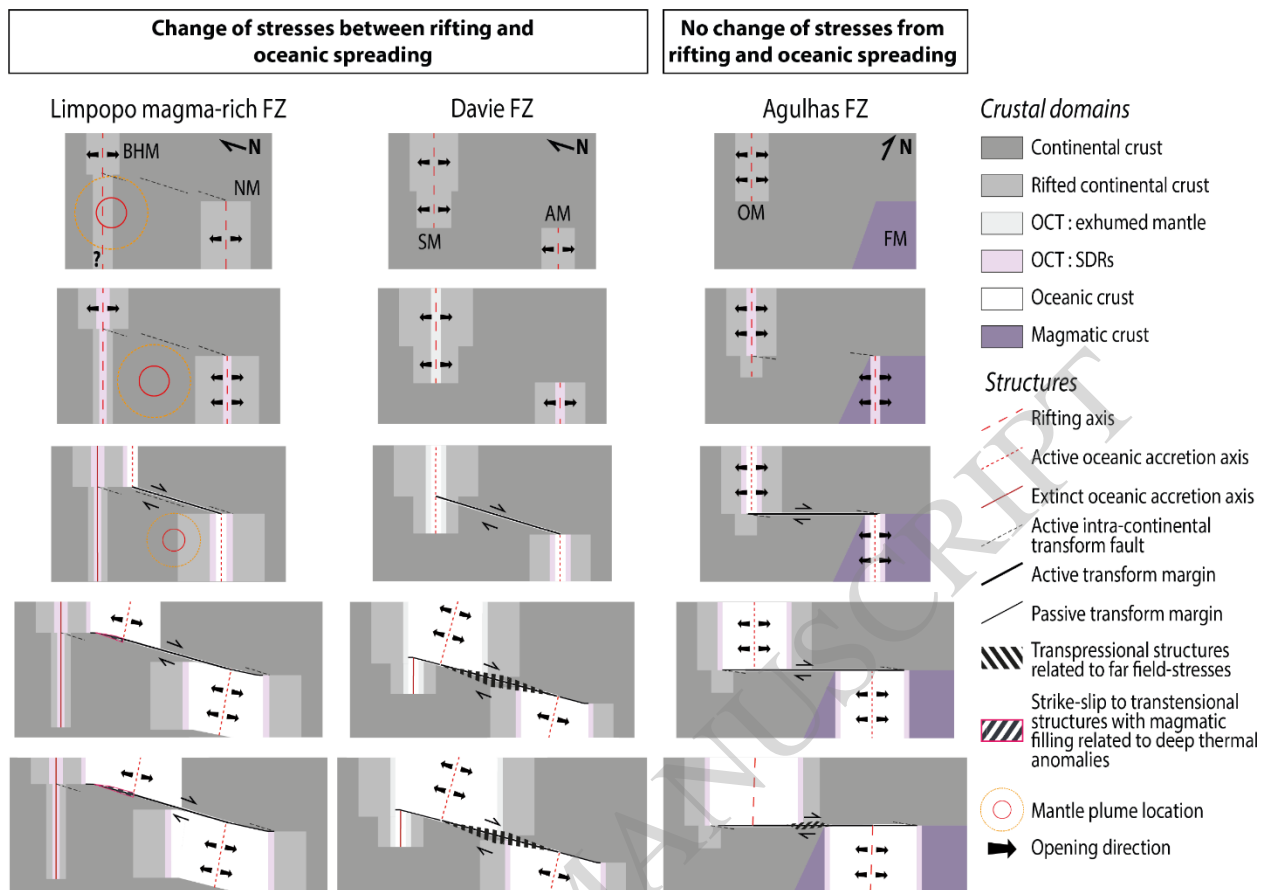 Change of stresses between rifting and
oceanic spreading
No change of stresses from
rifting and oceanic spreading
Limpopo magma-rich FZ
Davie FZ
Agulhas FZ
BHM
N
NM
?
N
SM
AM
N
OM
FM
Crustal domains
Continental crust
Rifted continental crust
OCT : exhumed mantle
OCT : SDRs
Oceanic crust
Magmatic crust
Structures
Rifting axis
Active oceanic accretion axis
Extinct oceanic accretion axis
Active intra-continental
transform fault
Active transform margin
Passive transform margin
Transpressional structures
related to far field-stresses
Strike-slip to transtensional
structures with magmatic
filling related to deep thermal
anomalies
Mantle plume location
Opening direction
MANUSCRIPT